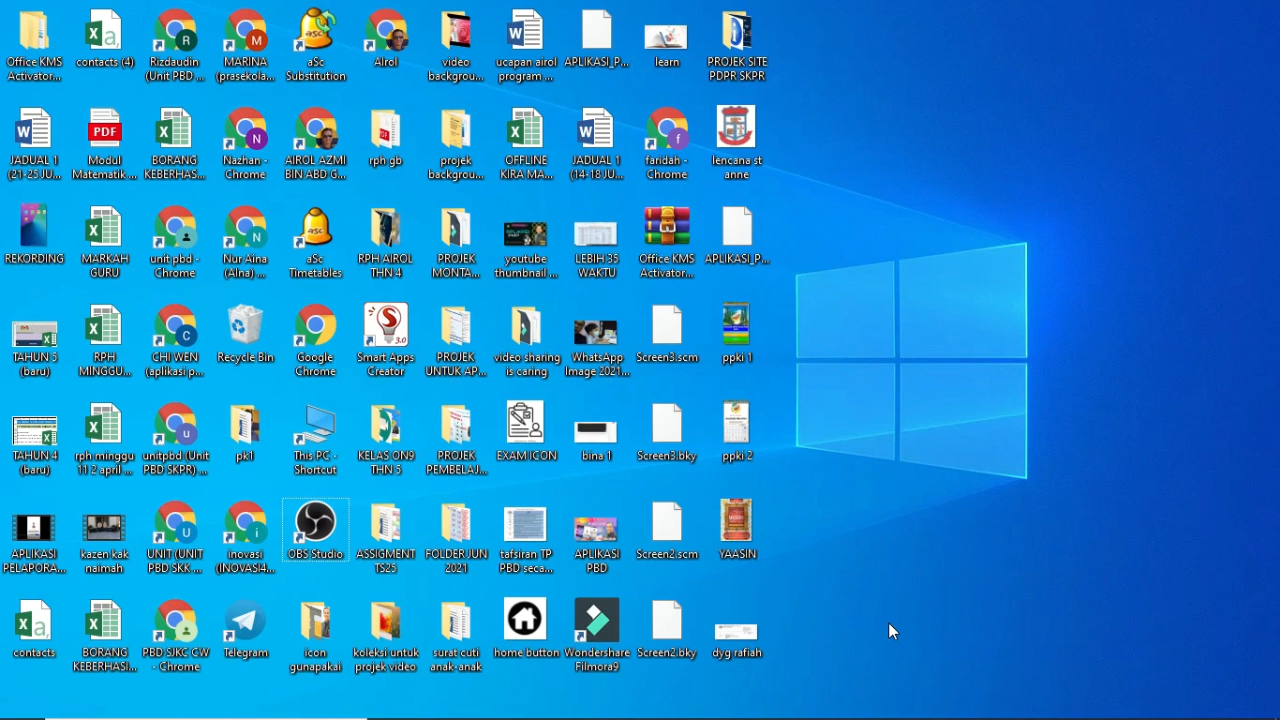 Office KMS
Activator...
contacts (4)
Rizdaudin
(Unit PBD ...
MARINA
(prasekola...
aSc
Substitution
AIrol
video
backgrou...
ucapan airol
program ...
APLIKASI_P...
learn
PROJEK SITE
PDPR SKPR
JADUAL 1
(21-25 JU...
Modul
Matematik...
BORANG
KEBERHAS...
Nazhan -
Chrome
AIROL AZMI
BIN ABD G...
rph gb
projek
backgrou...
OFFLINE
KIRA MA...
JADUAL 1
(14-18 JU...
faridah -
Chrome
lencana st
anne
REKORDING
MARKAH
GURU
unit pbd -
Chrome
Nur Aina
(AIna) ...
aSc
Timetables
RPH AIROL
THN 4
PROJEK
MONTA...
youtube
thumbnail ...
LEBIH 35
WAKTU
Office KMS
Activator...
APLIKASI_P...
TAHUN 5
(baru)
RPH
MINGGU...
CHI WEN
(aplikasi p...
Recycle Bin
Google
Chrome
Smart Apps
Creator
PROJEK
UNTUK AP...
video sharing
is caring
WhatsApp
Image 2021...
Screen3.scm
ppki 1
TAHUN 4
(baru)
rph minggu
11 2 april ...
unitpbd (Unit
PBD SKPR) ...
pk1
This PC -
Shortcut
KELAS ON9
THN 5
PROJEK
PEMBELAJ...
EXAM ICON
bina 1
Screen3.bky
ppki 2
APLIKASI
PELAPORA...
kazen kak
naimah
UNIT (UNIT
PBD SKK ...
inovasi
(INOVASI4...
OBS Studio
ASSIGMENT
TS25
FOLDER JUN
2021
tafsiran TP
PBD seca...
APLIKASI
PBD
Screen2.scm
YAASIN
contacts
BORANG
KEBERHASI...
PBD SJKC CW
- Chrome
Telegram
icon
gunapakai
koleksi untuk
projek video
surat cuti
anak-anak
home button
Wondershare
Filmora9
Screen2.bky
dyg rafiah